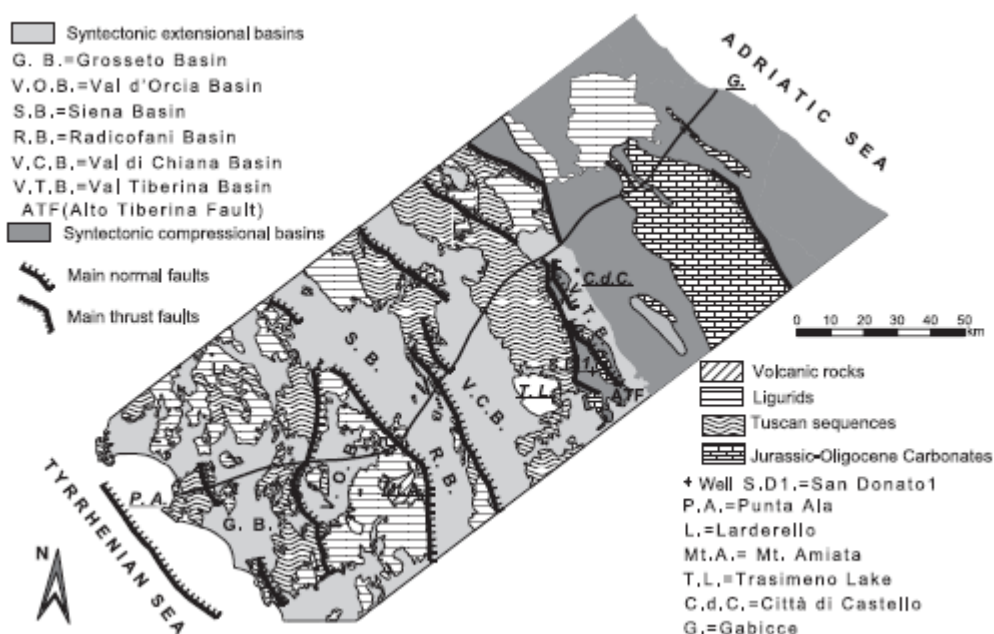 Syntectonic extensional basins
G. B.=Grosseto Basin
V.O.B.=Val d'Orcia Basin
S.B.=Siena Basin
R.B.=Radicofani Basin
V.C.B.=Val di Chiana Basin
V.T.B.=Val Tiberina Basin
ATF(Alto Tiberina Fault)
Syntectonic compressional basins
Main normal faults
Main thrust faults
ADRIATIC SEA
G.
C.d.C.
V.T.B.
S.D1
ATF
T.L.
S.B.
V.C.B.
R.B.
V.O.B.
Mt.A.
L.
P.A.
G. B.
TYRRHENIAN SEA
N
0 10 20 30 40 50
km
Volcanic rocks
Ligurids
Tuscan sequences
Jurassic-Oligocene Carbonates
+ Well S.D1.=San Donato1
P.A.=Punta Ala
L.=Larderello
Mt.A.= Mt. Amiata
T.L.=Trasimeno Lake
C.d.C.=Città di Castello
G.=Gabicce